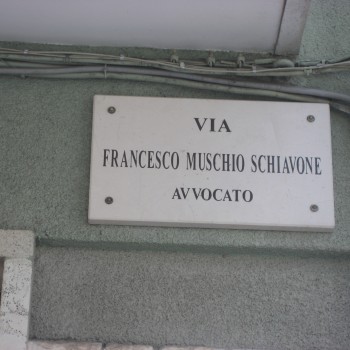 VIA
FRANCESCO MUSCHIO SCHIAVONE
AVVOCATO